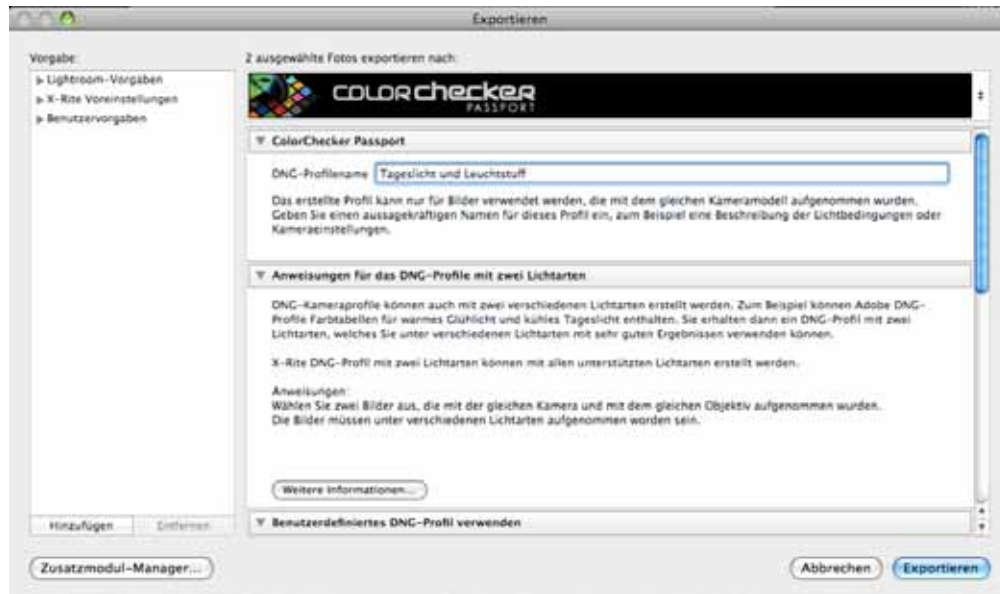 Exportieren
Vorgabe:
2 ausgewählte Fotos exportieren nach:
Lightroom-Vorgaben
X-Rite Voreinstellungen
Benutzervorgaben
COLOR checker
PASSPORT
ColorChecker Passport
DNG-Profilename Tageslicht und Leuchtstuff
Das erstellte Profil kann nur für Bilder verwendet werden, die mit dem gleichen Kameramodell aufgenommen wurden.
Geben Sie einen aussagekräftigen Namen für dieses Profil ein, zum Beispiel eine Beschreibung der Lichtbedingungen oder
Kameraeinstellungen.
Anweisungen für das DNG-Profile mit zwei Lichtarten
DNG-Kameraprofile können auch mit zwei verschiedenen Lichtarten erstellt werden. Zum Beispiel können Adobe DNG-
Profile Farbtabellen für warmes Glühlicht und kühles Tageslicht enthalten. Sie erhalten dann ein DNG-Profil mit zwei
Lichtarten, welches Sie unter verschiedenen Lichtarten mit sehr guten Ergebnissen verwenden können.
X-Rite DNG-Profil mit zwei Lichtarten können mit allen unterstützten Lichtarten erstellt werden.
Anweisungen:
Wählen Sie zwei Bilder aus, die mit der gleichen Kamera und mit dem gleichen Objektiv aufgenommen wurden.
Die Bilder müssen unter verschiedenen Lichtarten aufgenommen worden sein.
Weitere Informationen...
Benutzerdefiniertes DNG-Profil verwenden
Hinzufügen Entfernen
Zusatzmodul-Manager... Abbrechen Exportieren